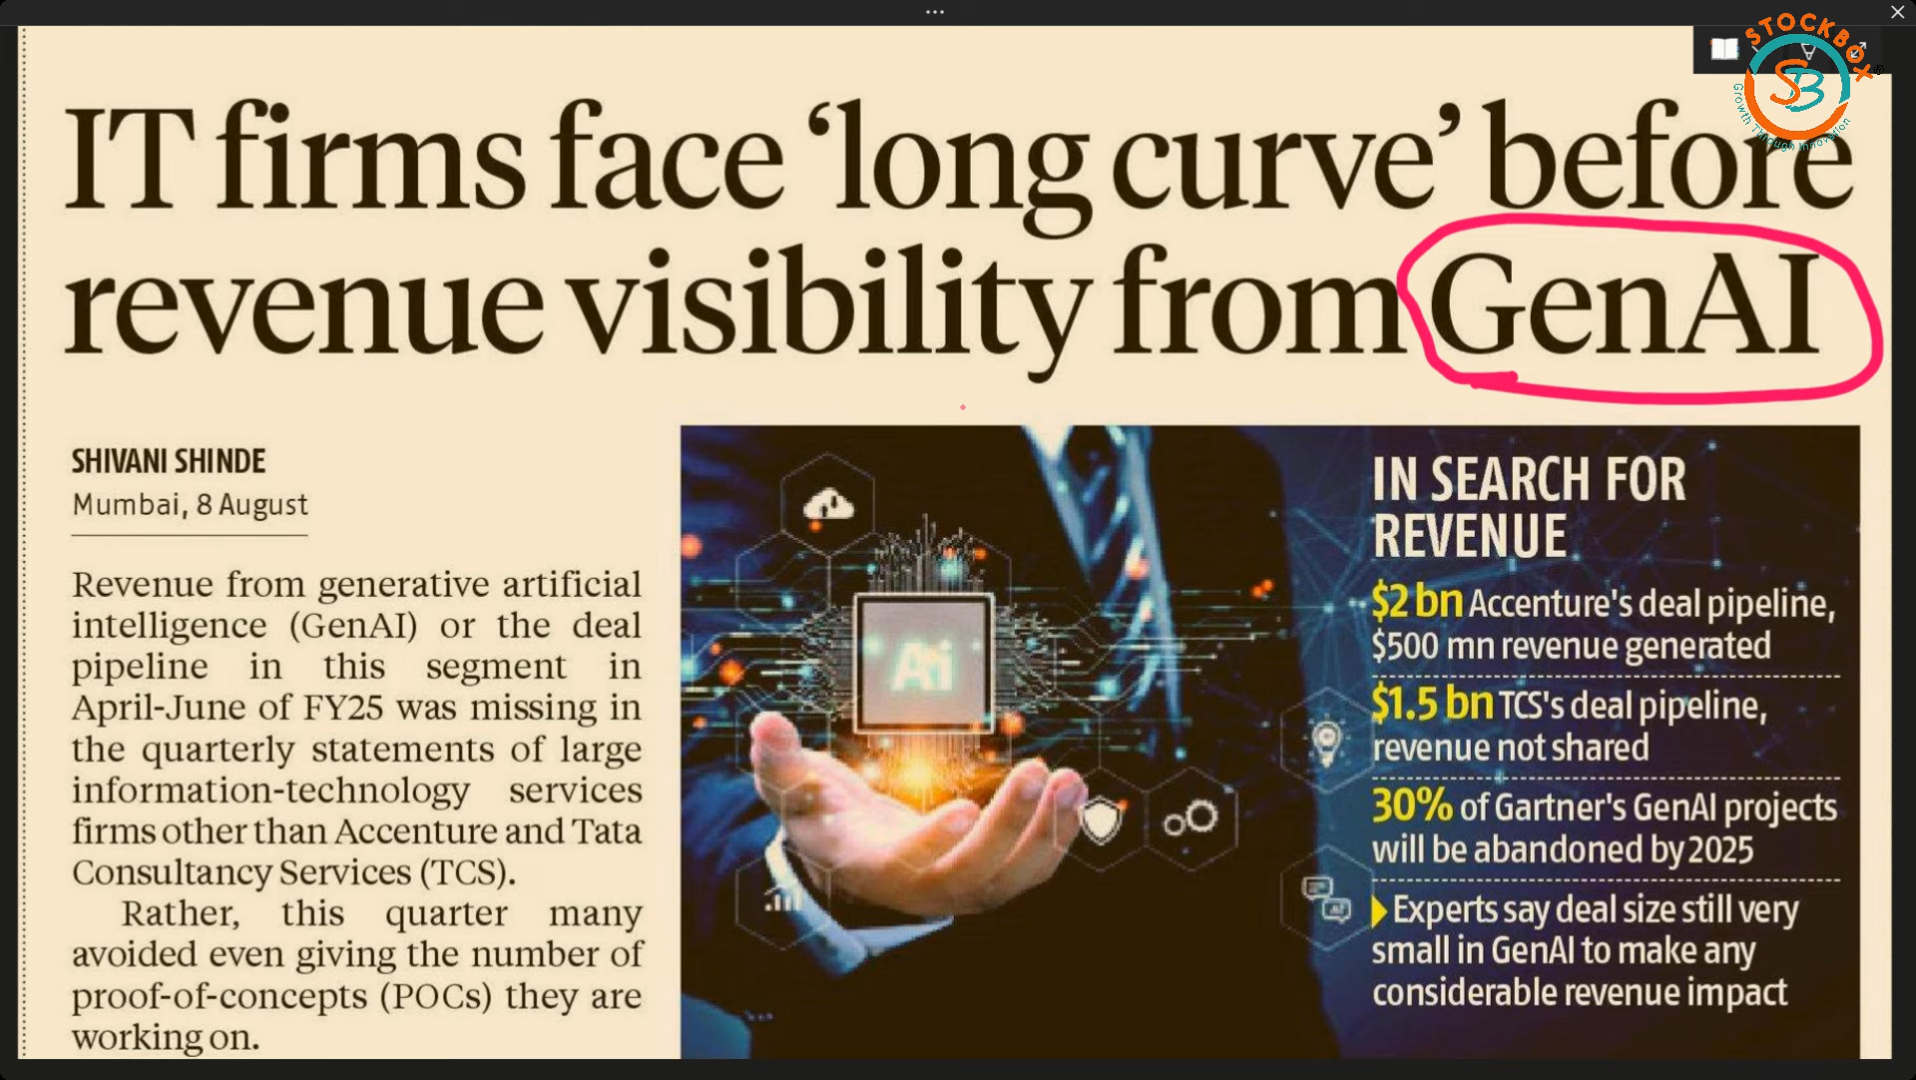 STOCKBOX
SB
Growth Through Innovation
IT firms face ‘long curve’ before
revenue visibility from GenAI
SHIVANI SHINDE
Mumbai, 8 August
Revenue from generative artificial
intelligence (GenAI) or the deal
pipeline in this segment in
April-June of FY25 was missing in
the quarterly statements of large
information-technology services
firms other than Accenture and Tata
Consultancy Services (TCS).
Rather, this quarter many
avoided even giving the number of
proof-of-concepts (POCs) they are
working on.
Ai
IN SEARCH FOR
REVENUE
$2 bn Accenture's deal pipeline,
$500 mn revenue generated
$1.5 bn TCS's deal pipeline,
revenue not shared
30% of Gartner's GenAI projects
will be abandoned by 2025
Experts say deal size still very
small in GenAI to make any
considerable revenue impact